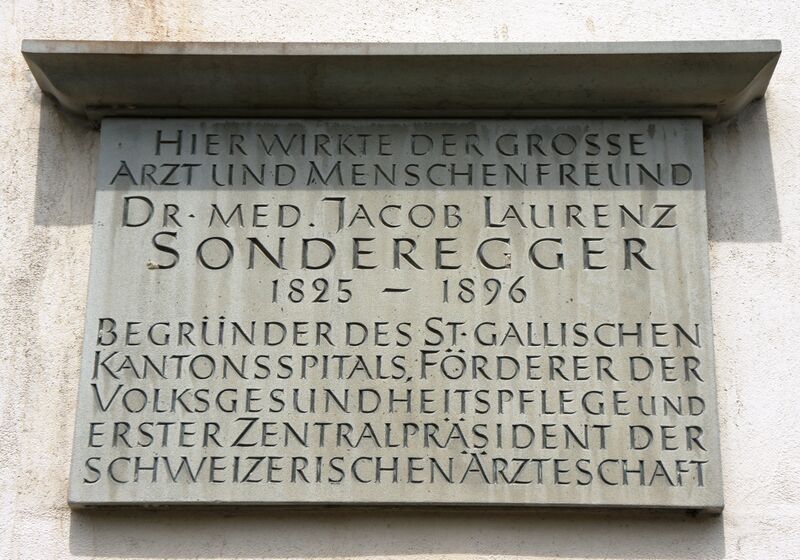 HIER WIRKTE DER GROSSE
ARZT UND MENSCHENFREUND
DR. MED. JACOB LAURENZ
SONDEREGGER
1825 – 1896
BEGRÜNDER DES ST. GALLISCHEN
KANTONSSPITALS, FÖRDERER DER
VOLKSGESUNDHEITSPFLEGE UND
ERSTER ZENTRALPRÄSIDENT DER
SCHWEIZERISCHEN ÄRZTESCHAFT